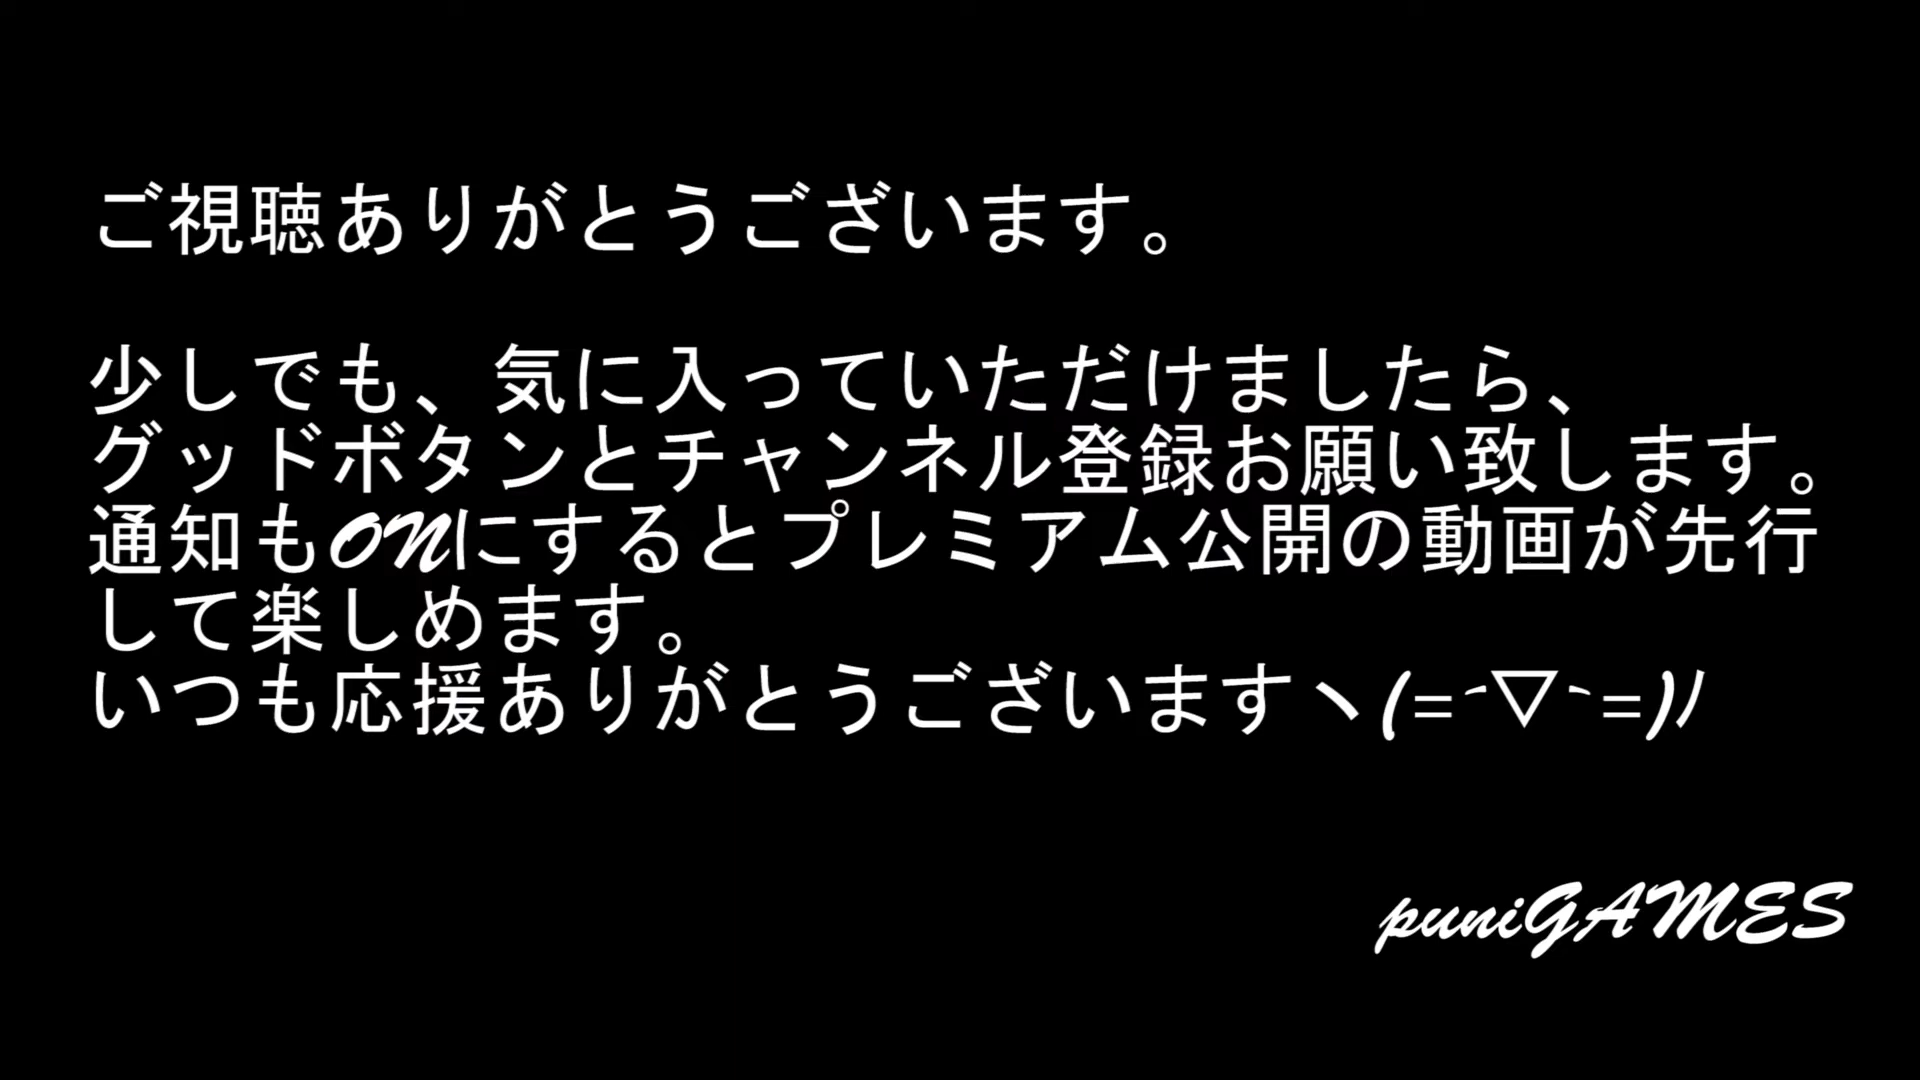 ご視聴ありがとうございます。
少しでも、気に入っていただけましたら、
グッドボタンとチャンネル登録お願い致します。
通知もONにするとプレミアム公開の動画が先行
して楽しめます。
いつも応援ありがとうございますヽ(=´▽`=)ﾉ
puniGAMES